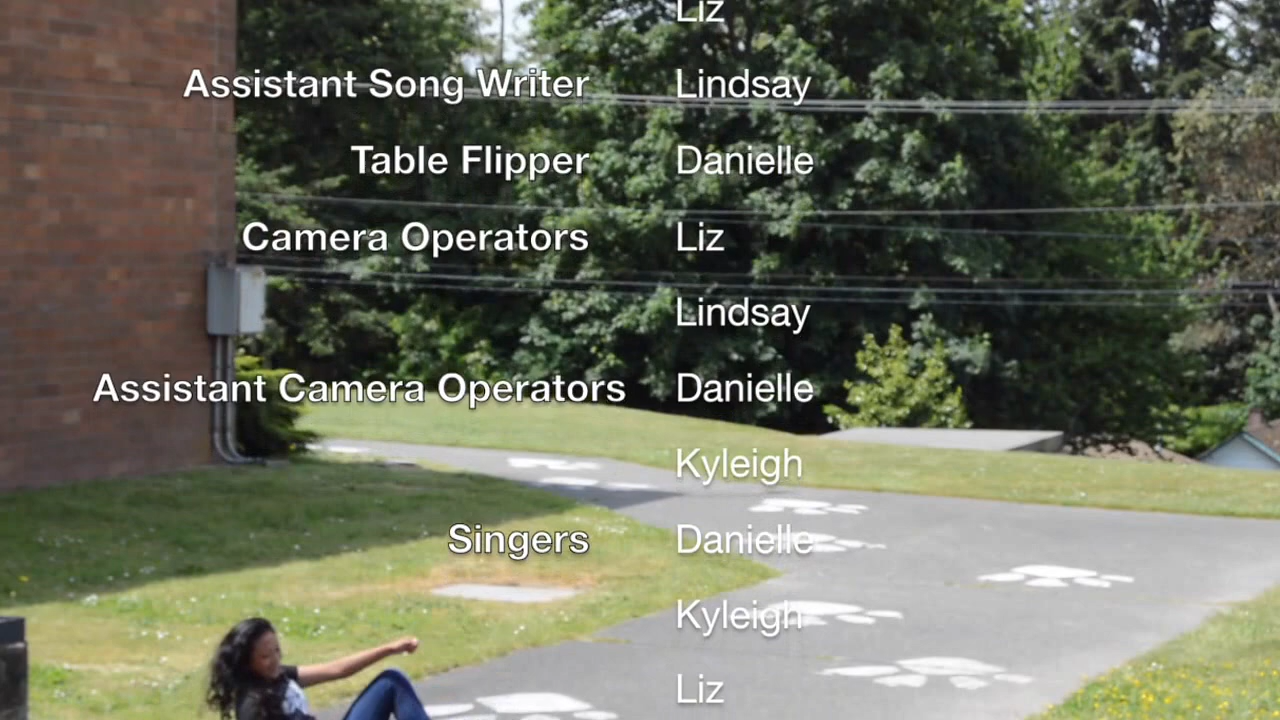 Liz
Assistant Song Writer Lindsay
Table Flipper Danielle
Camera Operators Liz
Lindsay
Assistant Camera Operators Danielle
Kyleigh
Singers Danielle
Kyleigh
Liz